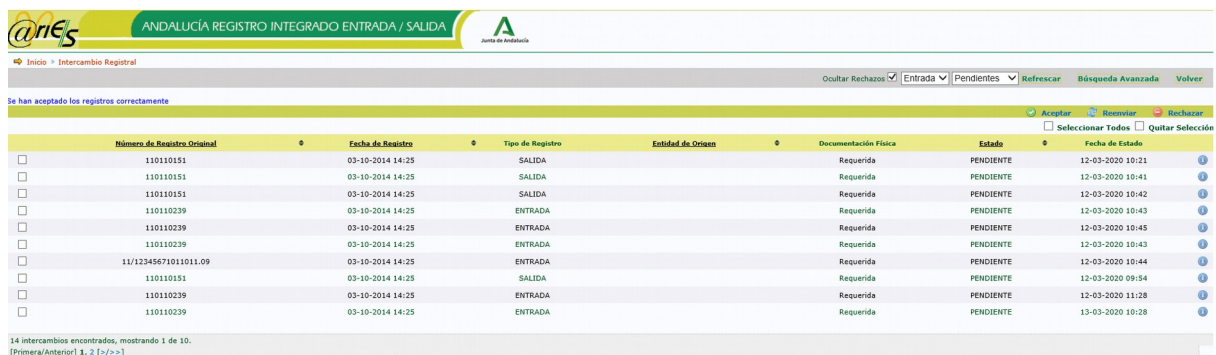 @ries
ANDALUCÍA REGISTRO INTEGRADO ENTRADA / SALIDA
Junta de Andalucía
Inicio » Intercambio Registral
Ocultar Rechazos Entrada Pendientes Refrescar Búsqueda Avanzada Volver
Se han aceptado los registros correctamente
Aceptar Reenviar Rechazar
Seleccionar Todos Quitar Selección
Número de Registro Original Fecha de Registro Tipo de Registro Entidad de Origen Documentación Física Estado Fecha de Estado
110110151 03-10-2014 14:25 SALIDA Requerida PENDIENTE 12-03-2020 10:21
110110151 03-10-2014 14:25 SALIDA Requerida PENDIENTE 12-03-2020 10:41
110110151 03-10-2014 14:25 SALIDA Requerida PENDIENTE 12-03-2020 10:42
110110239 03-10-2014 14:25 ENTRADA Requerida PENDIENTE 12-03-2020 10:43
110110239 03-10-2014 14:25 ENTRADA Requerida PENDIENTE 12-03-2020 10:45
110110239 03-10-2014 14:25 ENTRADA Requerida PENDIENTE 12-03-2020 10:43
11/12345671011011.09 03-10-2014 14:25 ENTRADA Requerida PENDIENTE 12-03-2020 10:44
110110151 03-10-2014 14:25 SALIDA Requerida PENDIENTE 12-03-2020 09:54
110110239 03-10-2014 14:25 ENTRADA Requerida PENDIENTE 12-03-2020 11:28
110110239 03-10-2014 14:25 ENTRADA Requerida PENDIENTE 13-03-2020 10:28
14 intercambios encontrados, mostrando 1 de 10.
[Primera/Anterior] 1, 2 [>/>>]